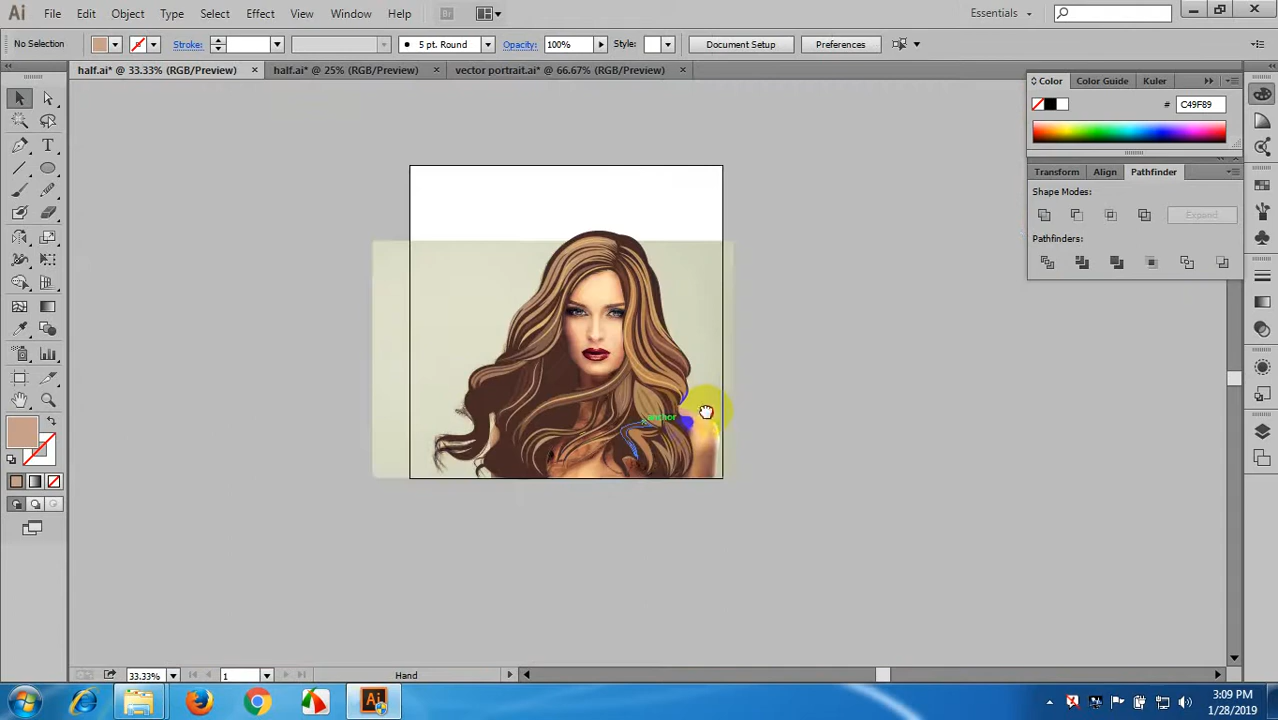 Ai File Edit Object Type Select Effect View Window Help Br Essentials
No Selection Stroke: 5 pt. Round Opacity: 100% Style: Document Setup Preferences
half.ai* @ 33.33% (RGB/Preview) × half.ai* @ 25% (RGB/Preview) × vector portrait.ai* @ 66.67% (RGB/Preview) ×
Color Color Guide Kuler
# C49F89
Transform Align Pathfinder
Shape Modes:
Expand
Pathfinders:
anchor
33.33% 1 Hand
Ai 3:09 PM
1/28/2019